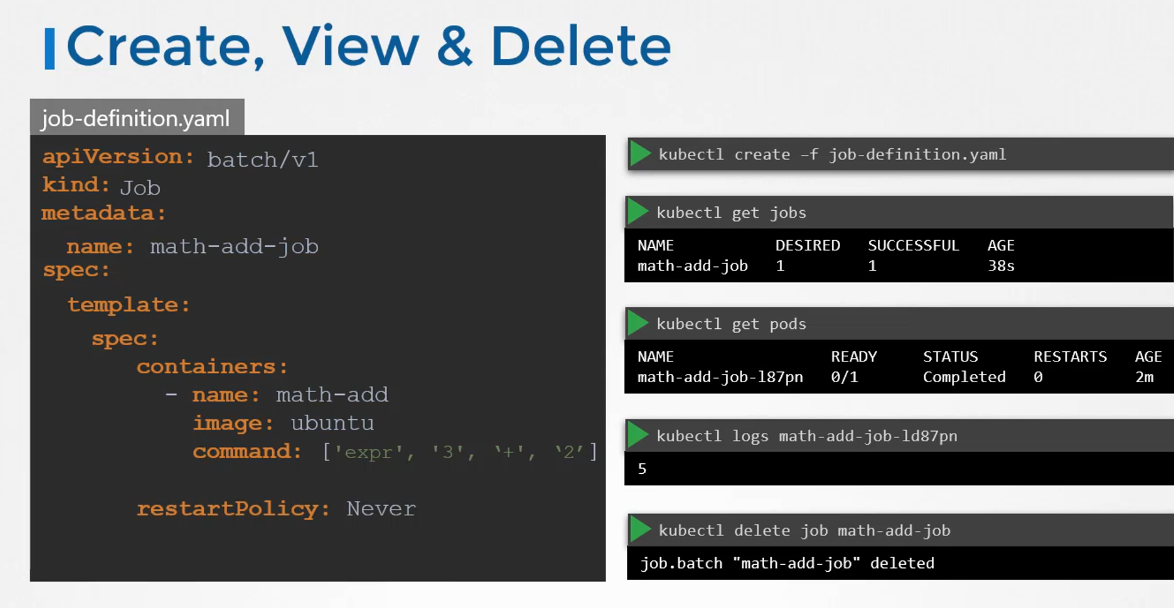 Create, View & Delete
job-definition.yaml
apiVersion: batch/v1
kind: Job
metadata:
name: math-add-job
spec:
template:
spec:
containers:
- name: math-add
image: ubuntu
command: ['expr', '3', ‘+', ‘2’]
restartPolicy: Never
kubectl create –f job-definition.yaml
kubectl get jobs
NAME DESIRED SUCCESSFUL AGE
math-add-job 1 1 38s
kubectl get pods
NAME READY STATUS RESTARTS AGE
math-add-job-l87pn 0/1 Completed 0 2m
kubectl logs math-add-job-ld87pn
5
kubectl delete job math-add-job
job.batch "math-add-job" deleted